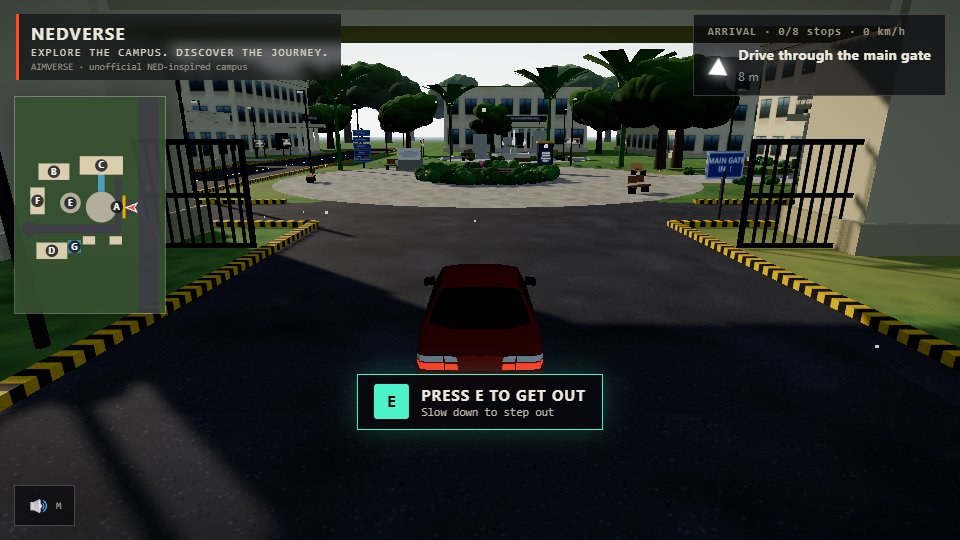 NEDVERSE
EXPLORE THE CAMPUS. DISCOVER THE JOURNEY.
AIMVERSE · unofficial NED-inspired campus
ARRIVAL · 0/8 stops · 0 km/h
Drive through the main gate
8 m
B
C
F
E
A
D
G
MAIN GATE
IN
E
PRESS E TO GET OUT
Slow down to step out
M